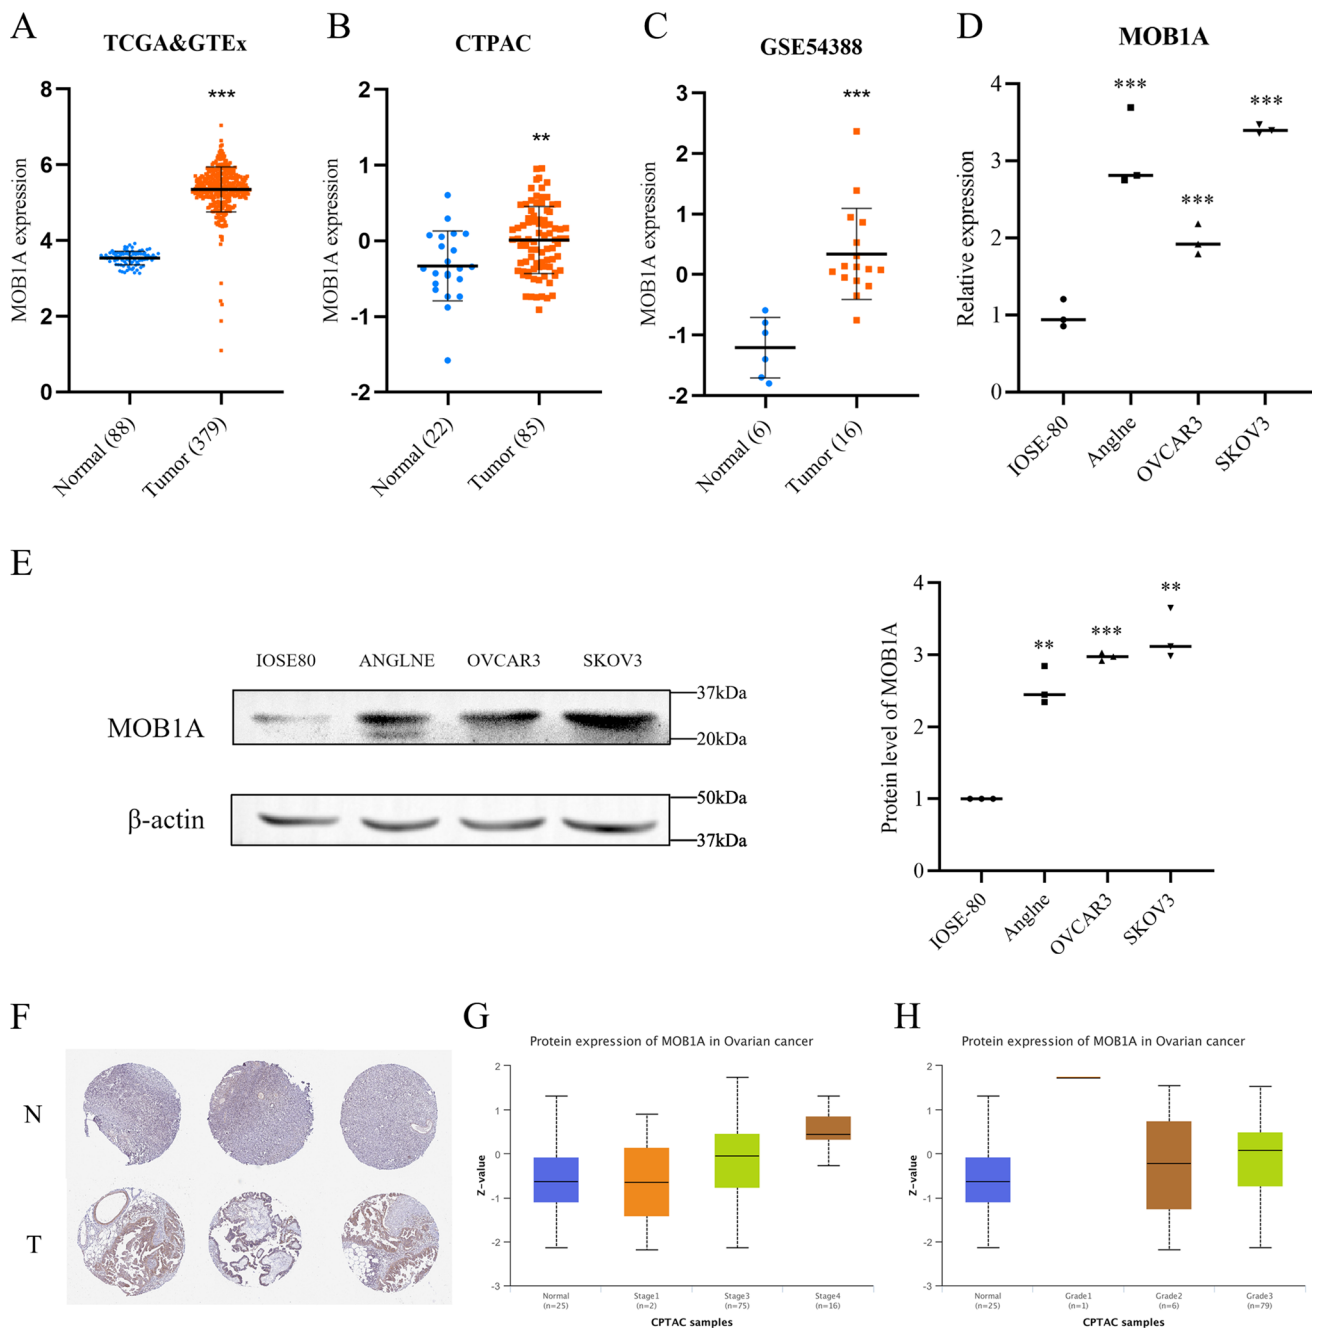 A
TCGA&GTEx
MOB1A expression
8
6
4
2
0
***
Normal (88)
Tumor (379)
B
CTPAC
MOB1A expression
2
1
0
-1
-2
**
Normal (22)
Tumor (85)
C
GSE54388
MOB1A expression
3
2
1
0
-1
-2
***
Normal (6)
Tumor (16)
D
MOB1A
Relative expression
4
3
2
1
0
***
***
***
IOSE-80
Anglne
OVCAR3
SKOV3
E
IOSE80 ANGLNE OVCAR3 SKOV3
MOB1A
37kDa
20kDa
β-actin
50kDa
37kDa
Protein level of MOB1A
4
3
2
1
0
**
***
**
IOSE-80
Anglne
OVCAR3
SKOV3
F
N
T
G
Protein expression of MOB1A in Ovarian cancer
Z-value
2
1
0
-1
-2
-3
Normal
(n=25)
Stage1
(n=2)
Stage3
(n=75)
Stage4
(n=16)
CPTAC samples
H
Protein expression of MOB1A in Ovarian cancer
Z-value
2
1
0
-1
-2
-3
Normal
(n=25)
Grade1
(n=1)
Grade2
(n=6)
Grade3
(n=79)
CPTAC samples